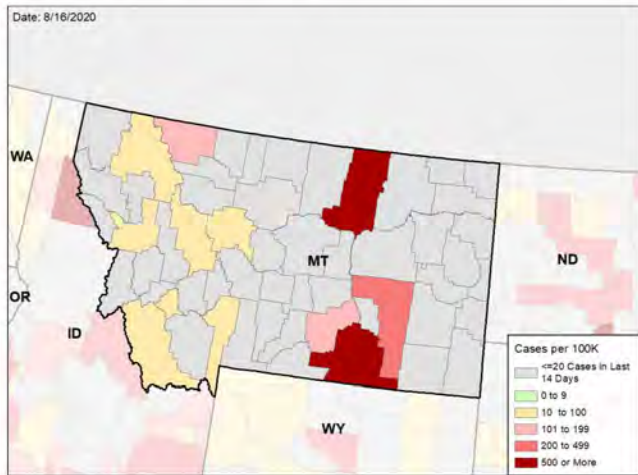 Date: 8/16/2020
WA
MT
ND
OR
ID
WY
Cases per 100K
<=20 Cases in Last
14 Days
0 to 9
10 to 100
101 to 199
200 to 499
500 or More